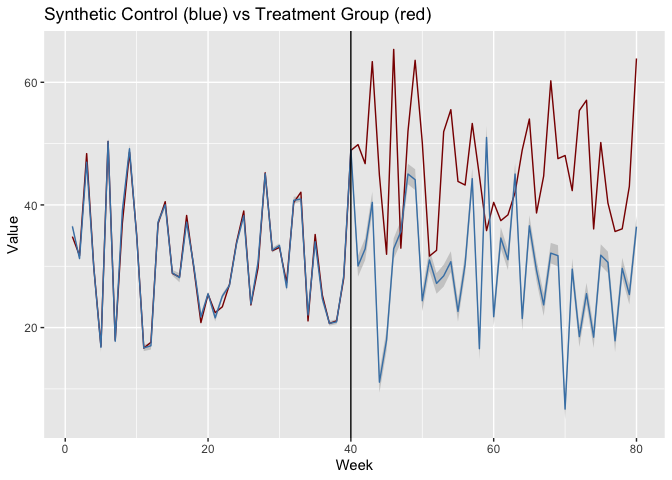 Synthetic Control (blue) vs Treatment Group (red)
60
40
20
Value
0 20 40 60 80
Week